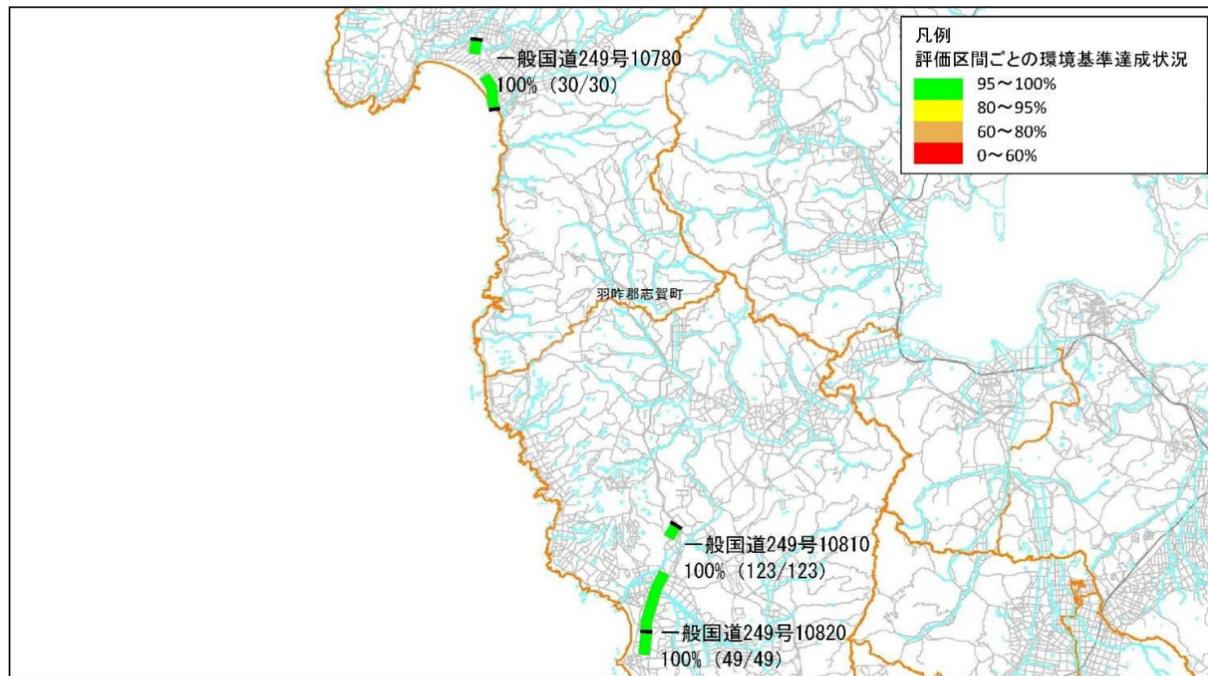 凡例
評価区間ごとの環境基準達成状況
95～100%
80～95%
60～80%
0～60%
一般国道249号10780
100% (30/30)
羽咋郡志賀町
一般国道249号10810
100% (123/123)
一般国道249号10820
100% (49/49)